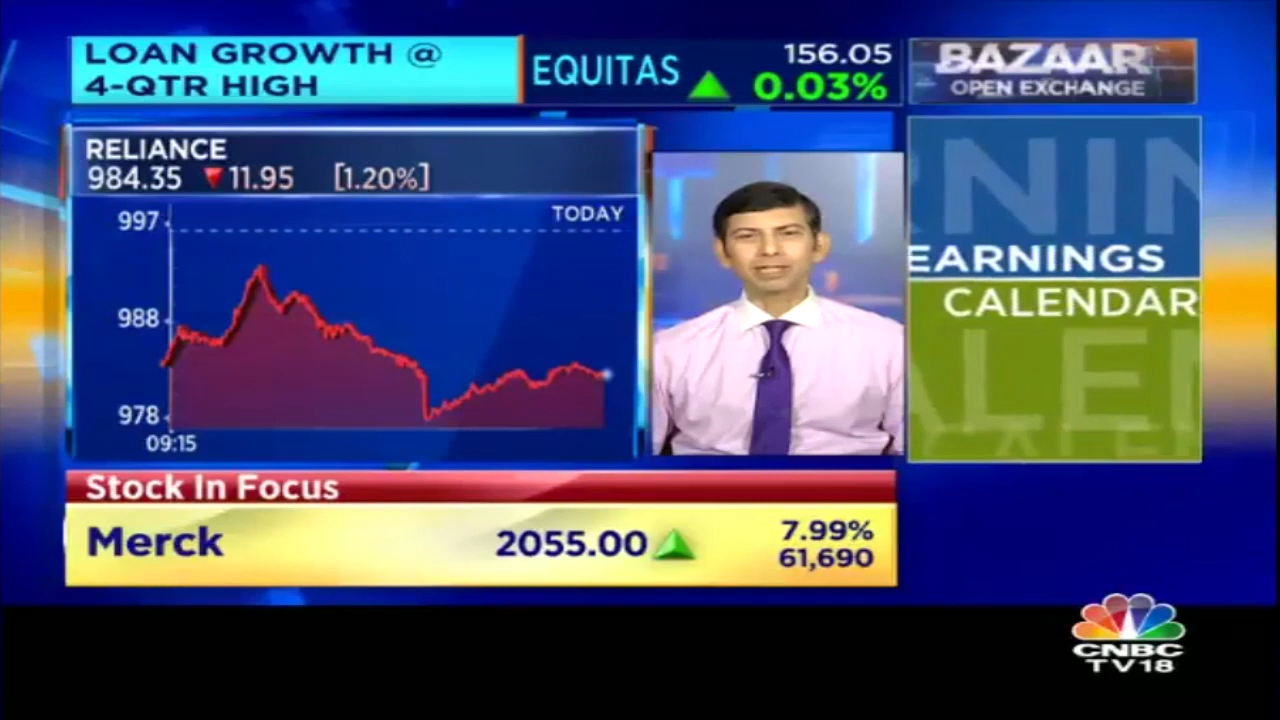 LOAN GROWTH @
4-QTR HIGH
EQUITAS
156.05
0.03%
BAZAAR
OPEN EXCHANGE
RELIANCE
984.35 11.95 [1.20%]
TODAY
997
988
978
09:15
EARNINGS
CALENDAR
Stock In Focus
Merck 2055.00 7.99%
61,690
CNBC
TV18